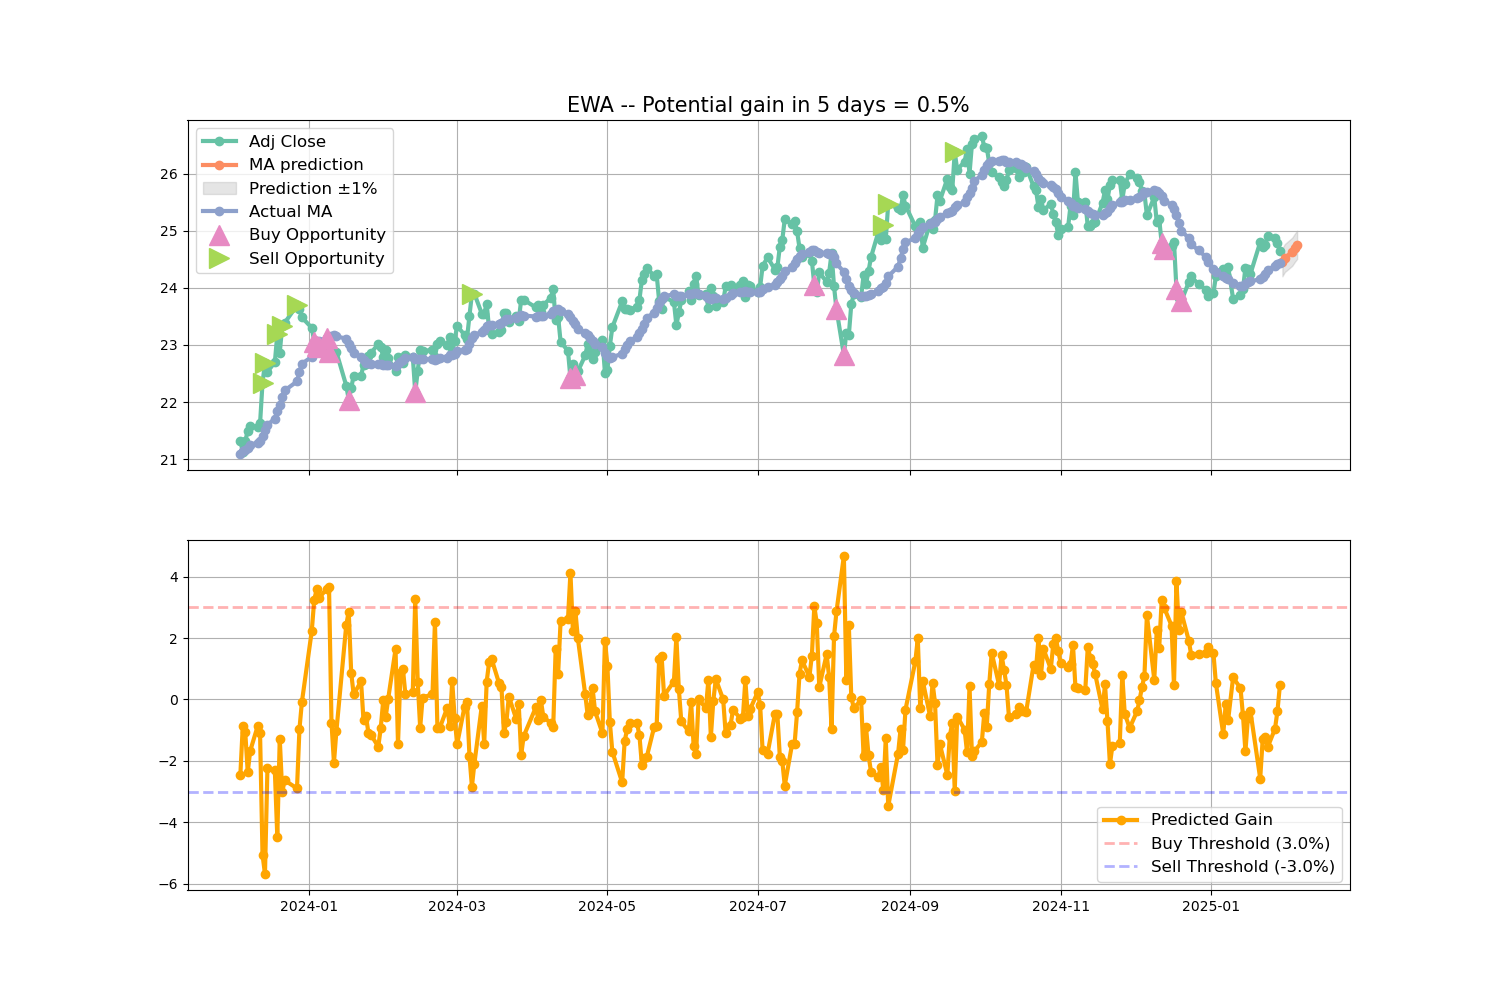 EWA -- Potential gain in 5 days = 0.5%
Adj Close
MA prediction
Prediction ±1%
Actual MA
Buy Opportunity
Sell Opportunity
26
25
24
23
22
21
4
2
0
−2
−4
−6
Predicted Gain
Buy Threshold (3.0%)
Sell Threshold (-3.0%)
2024-01 2024-03 2024-05 2024-07 2024-09 2024-11 2025-01